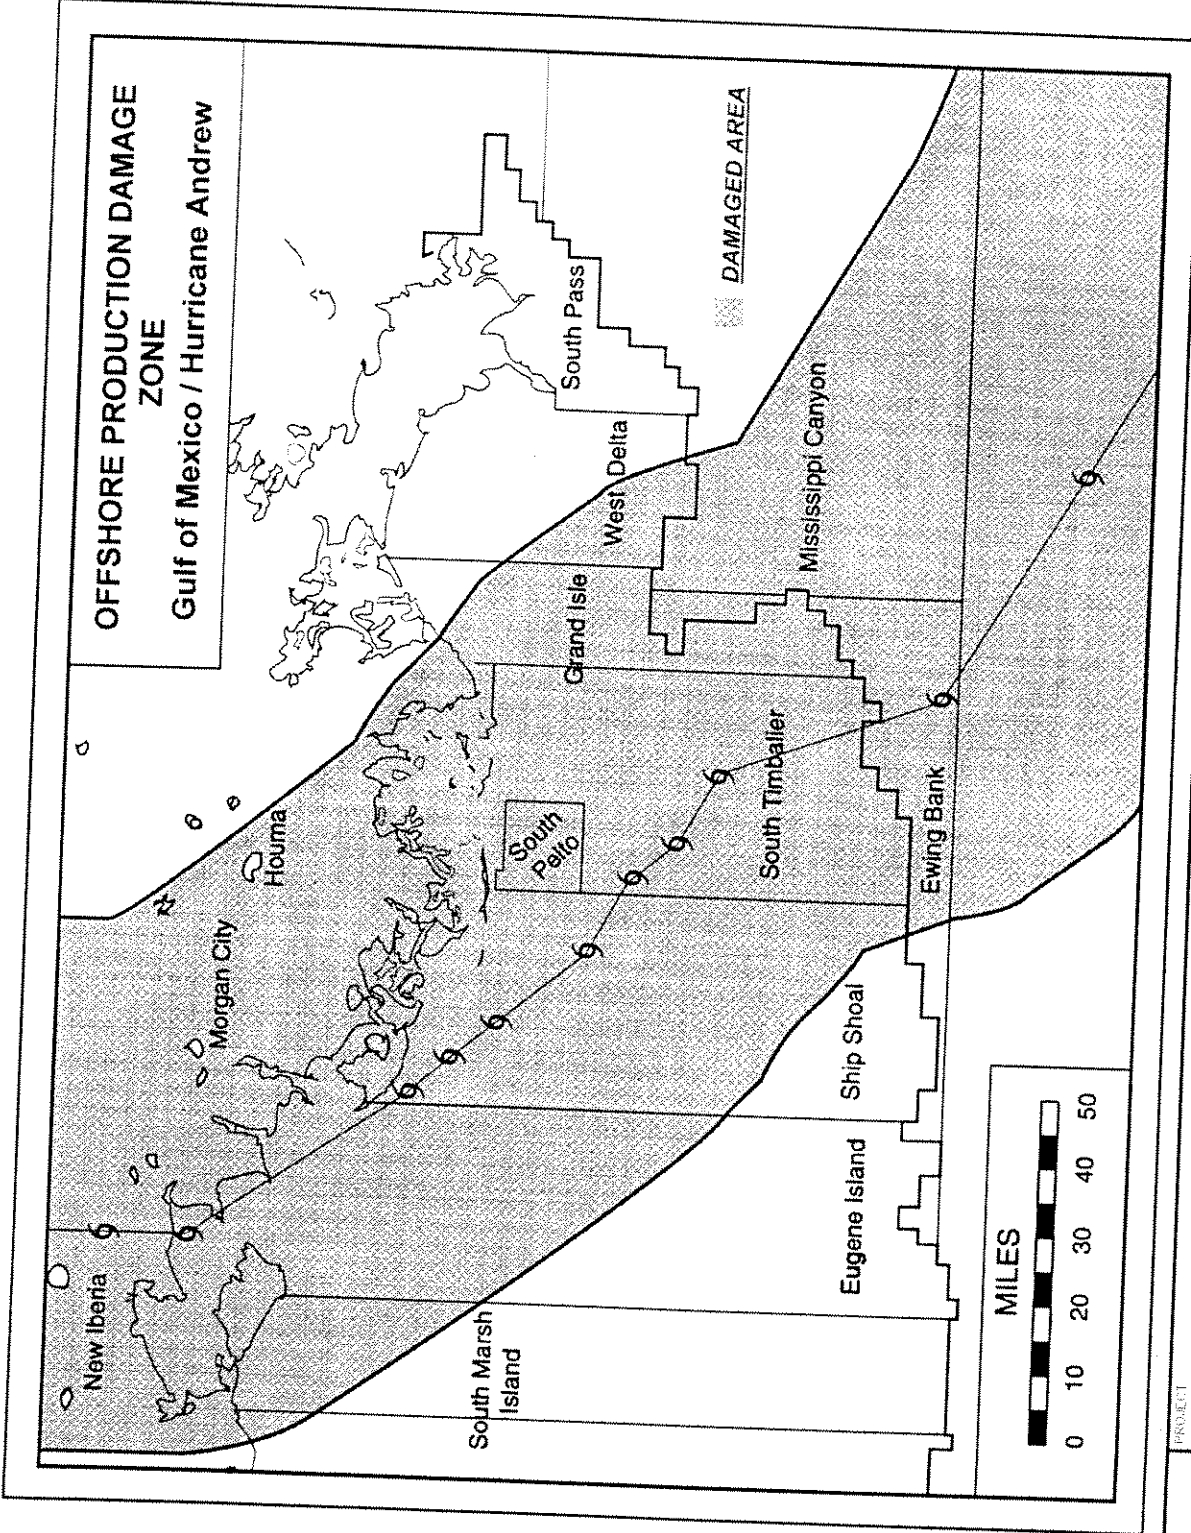 OFFSHORE PRODUCTION DAMAGE
ZONE
Gulf of Mexico / Hurricane Andrew
New Iberia
Morgan City
Houma
South Marsh
Island
South
Pelto
Grand Isle
West Delta
South Pass
DAMAGED AREA
Eugene Island
Ship Shoal
South Timbalier
Mississippi Canyon
Ewing Bank
MILES
0 10 20 30 40 50
PROJECT